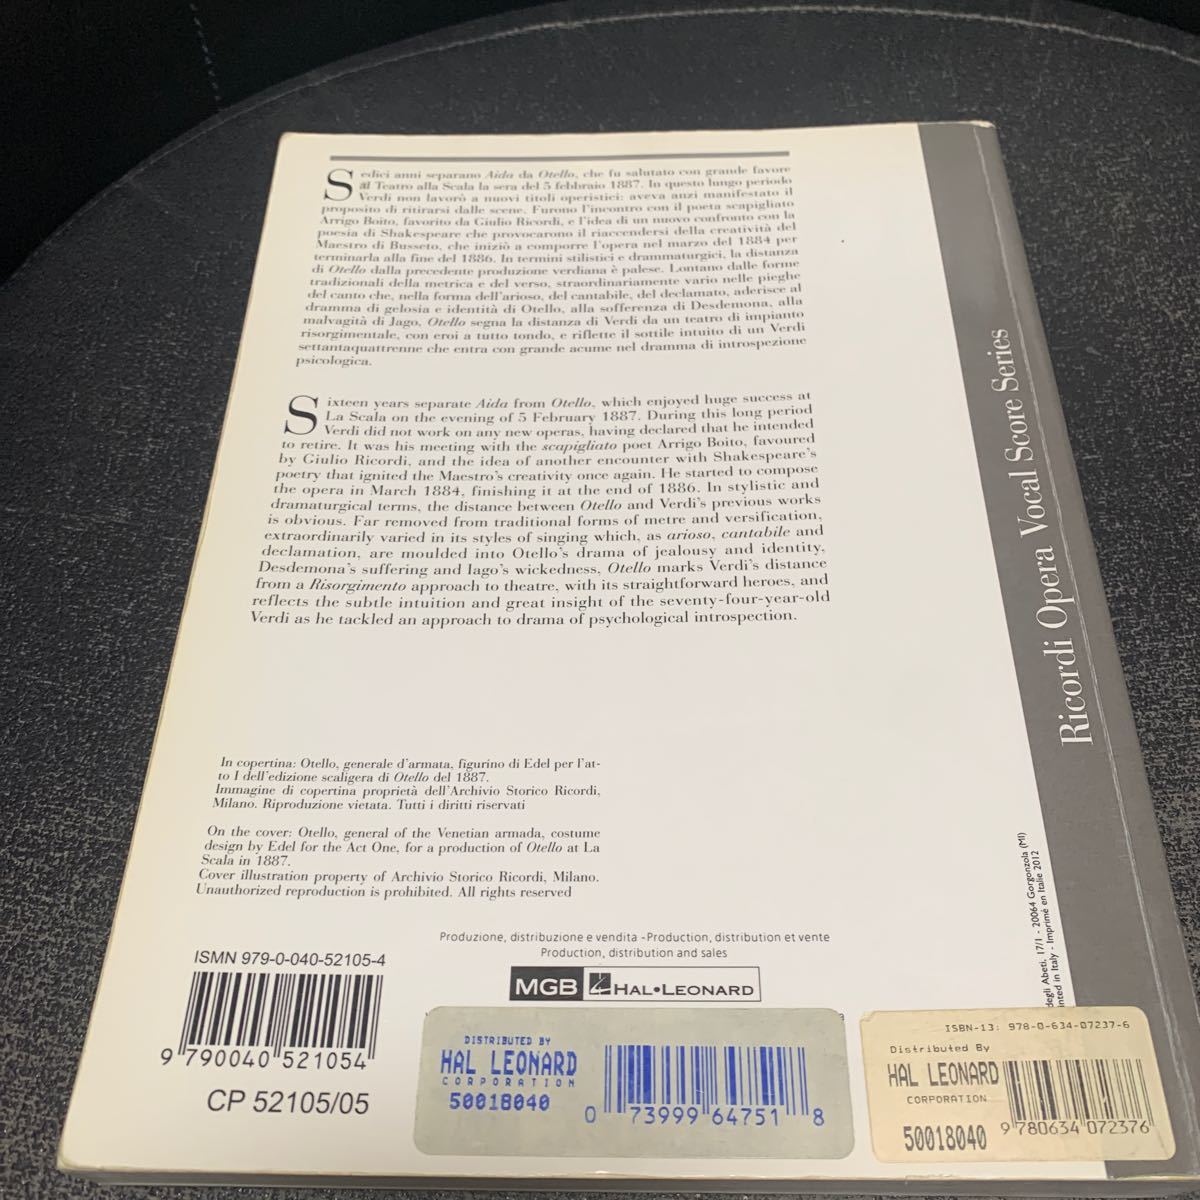 Sedici anni separano Aida da Otello, che fu salutato con grande favore
al Teatro alla Scala la sera del 5 febbraio 1887. In questo lungo periodo
Verdi non lavorò a nuovi titoli operistici: aveva anzi manifestato il
proposito di ritirarsi dalle scene. Furono l'incontro con il poeta scapigliato
Arrigo Boito, favorito da Giulio Ricordi, e l'idea di un nuovo confronto con la
poesia di Shakespeare che provocarono il riaccendersi della creatività del
Maestro di Busseto, che iniziò a comporre l'opera nel marzo del 1884 per
terminarla alla fine del 1886. In termini stilistici e drammaturgici, la distanza
di Otello dalla precedente produzione verdiana è palese. Lontano dalle forme
tradizionali della metrica e del verso, straordinariamente vario nelle pieghe
del canto che, nella forma dell'arioso, del cantabile, del declamato, aderisce al
dramma di gelosia e identità di Otello, alla sofferenza di Desdemona, alla
malvagità di Jago, Otello segna la distanza di Verdi da un teatro di impianto
risorgimentale, con eroi a tutto tondo, e riflette il sottile intuito di un Verdi
settantaquattrenne che entra con grande acume nel dramma di introspezione
psicologica.
Sixteen years separate Aida from Otello, which enjoyed huge success at
La Scala on the evening of 5 February 1887. During this long period
Verdi did not work on any new operas, having declared that he intended
to retire. It was his meeting with the scapigliato poet Arrigo Boito, favoured
by Giulio Ricordi, and the idea of another encounter with Shakespeare's
poetry that ignited the Maestro's creativity once again. He started to compose
the opera in March 1884, finishing it at the end of 1886. In stylistic and
dramaturgical terms, the distance between Otello and Verdi's previous works
is obvious. Far removed from traditional forms of metre and versification,
extraordinarily varied in its styles of singing which, as arioso, cantabile and
declamation, are moulded into Otello's drama of jealousy and identity,
Desdemona's suffering and Iago's wickedness, Otello marks Verdi's distance
from a Risorgimento approach to theatre, with its straightforward heroes, and
reflects the subtle intuition and great insight of the seventy-four-year-old
Verdi as he tackled an approach to drama of psychological introspection.
In copertina: Otello, generale d'armata, figurino di Edel per l'at-
to I dell'edizione scaligera di Otello del 1887.
Immagine di copertina proprietà dell'Archivio Storico Ricordi,
Milano. Riproduzione vietata. Tutti i diritti riservati
On the cover: Otello, general of the Venetian armada, costume
design by Edel for the Act One, for a production of Otello at La
Scala in 1887.
Cover illustration property of Archivio Storico Ricordi, Milano.
Unauthorized reproduction is prohibited. All rights reserved
Produzione, distribuzione e vendita -Production, distribution et vente
Production, distribution and sales
MGB HAL•LEONARD
ISMN 979-0-040-52105-4
9 790040 521054
CP 52105/05
DISTRIBUTED BY
HAL LEONARD
CORPORATION
50018040
0 73999 64751 8
ISBN-13: 978-0-634-07237-6
Distributed By
HAL LEONARD
CORPORATION
50018040
9 780634 072376
Ricordi Opera Vocal Score Series
degli Abeti, 17/1 - 20064 Gorgonzola (MI)
in Italy - Imprimé en Italie 2012